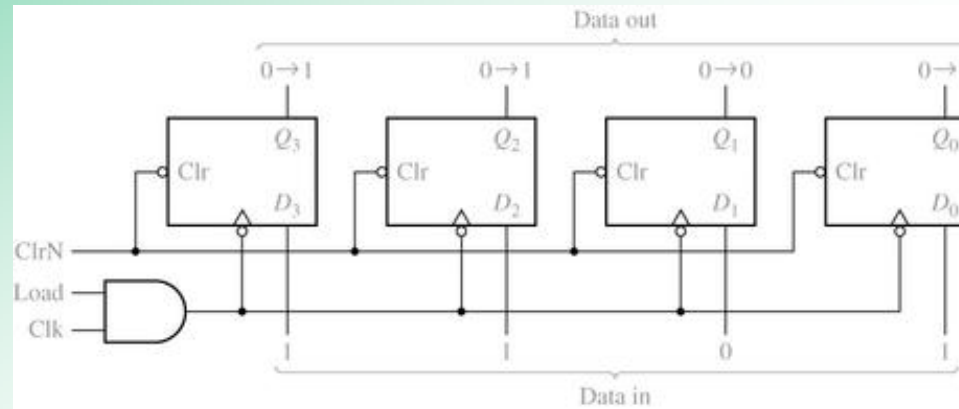 Data out
0→1 0→1 0→0 0→
Q3 Q2 Q1 Q0
Clr Clr Clr Clr
D3 D2 D1 D0
ClrN
Load
Clk
1 1 0 1
Data in